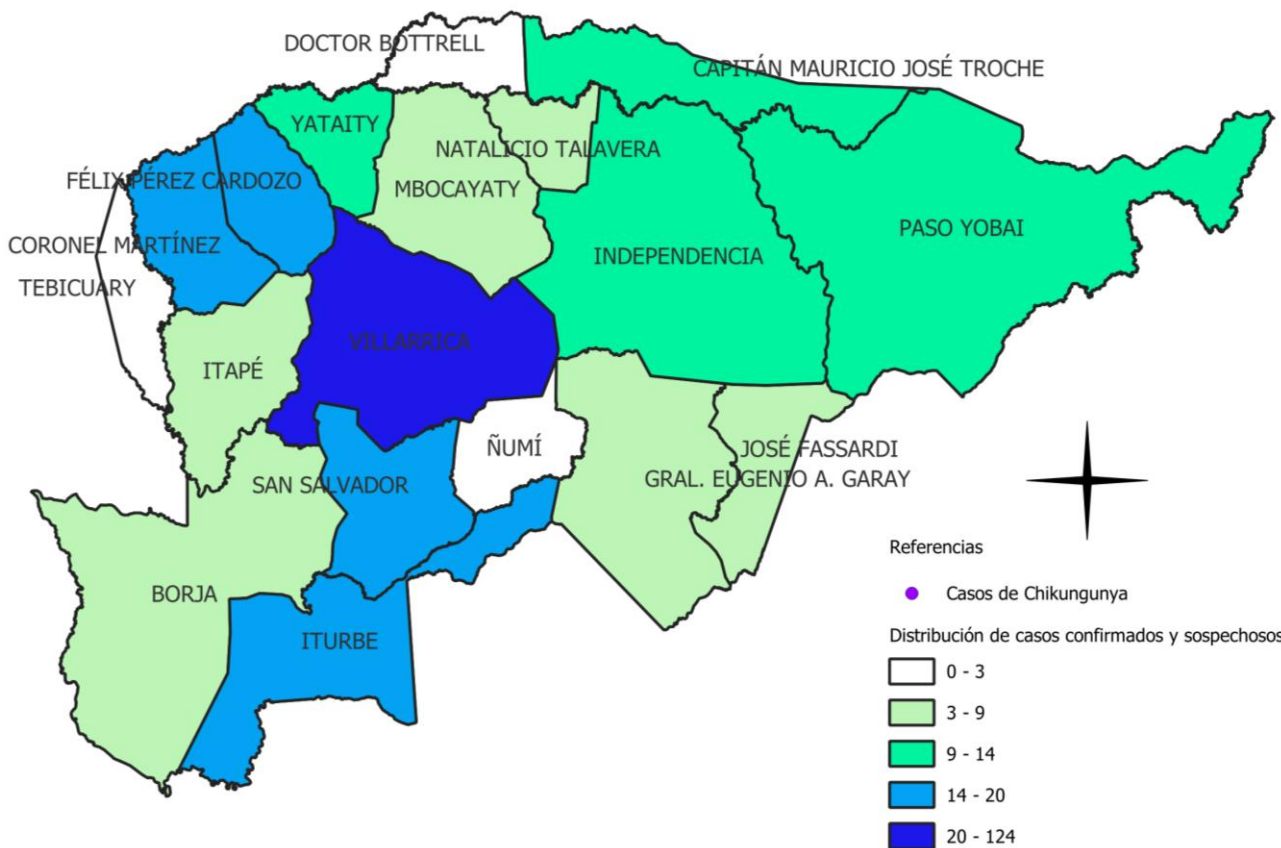 DOCTOR BOTTRELL
CAPITÁN MAURICIO JOSÉ TROCHE
YATAITY
NATALICIO TALAVERA
FÉLIX PÉREZ CARDOZO
MBOCAYATY
PASO YOBAI
CORONEL MARTÍNEZ
INDEPENDENCIA
TEBICUARY
VILLARRICA
ITAPÉ
ÑUMÍ
JOSÉ FASSARDI
SAN SALVADOR
GRAL. EUGENIO A. GARAY
BORJA
ITURBE
Referencias
Casos de Chikungunya
Distribución de casos confirmados y sospechosos
0 - 3
3 - 9
9 - 14
14 - 20
20 - 124